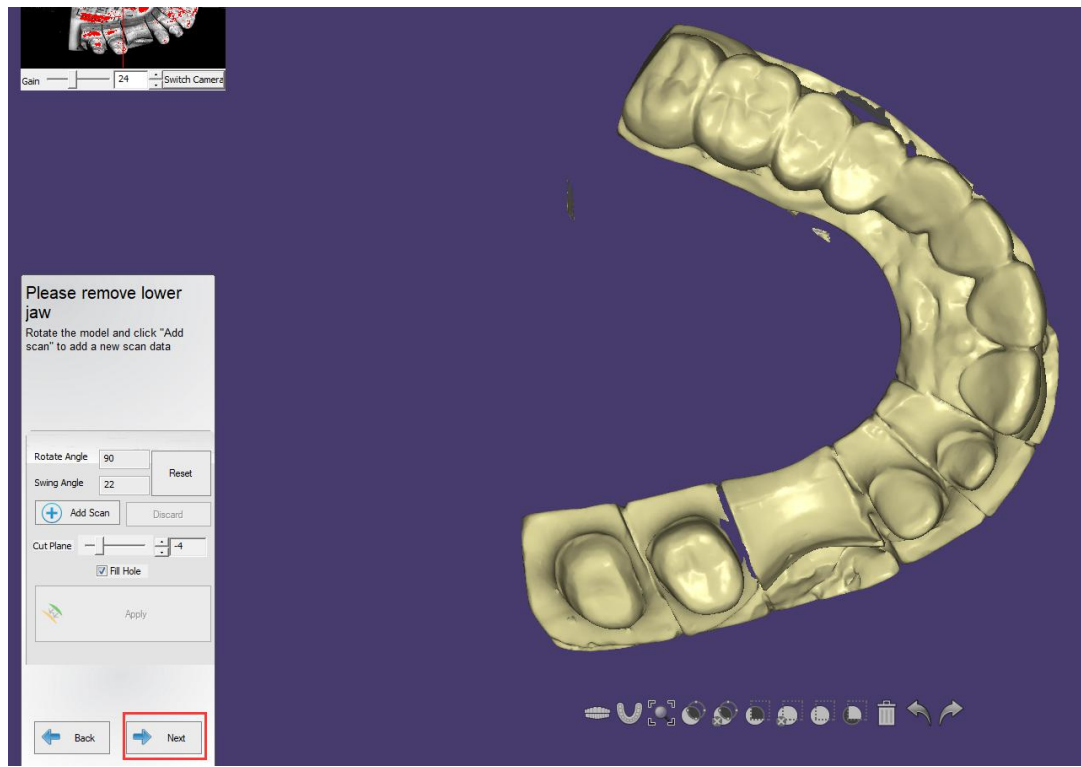 Gain 24 Switch Camera
Please remove lower
jaw
Rotate the model and click "Add
scan" to add a new scan data
Rotate Angle 90
Reset
Swing Angle 22
Add Scan Discard
Cut Plane -4
Fill Hole
Apply
Back Next